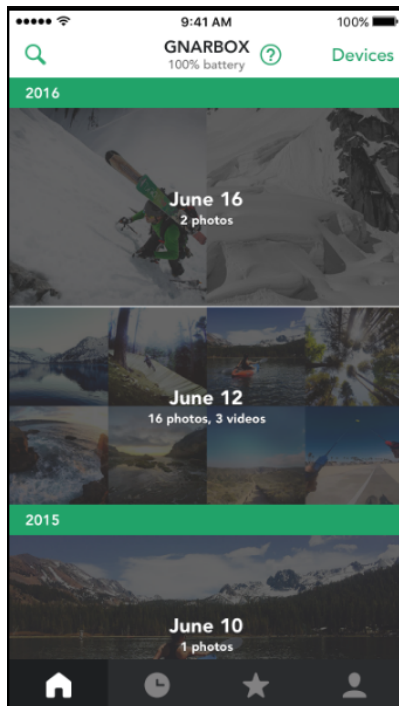 9:41 AM
100%
GNARBOX
?
100% battery
Devices
2016
June 16
2 photos
June 12
16 photos, 3 videos
2015
June 10
1 photos